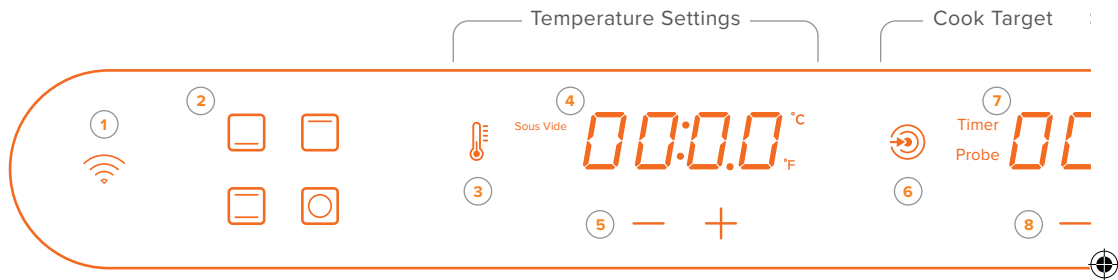 Temperature Settings
Cook Target
1
2
3
Sous Vide
4
00:0.0
°C
°F
5
6
7
Timer
Probe
8